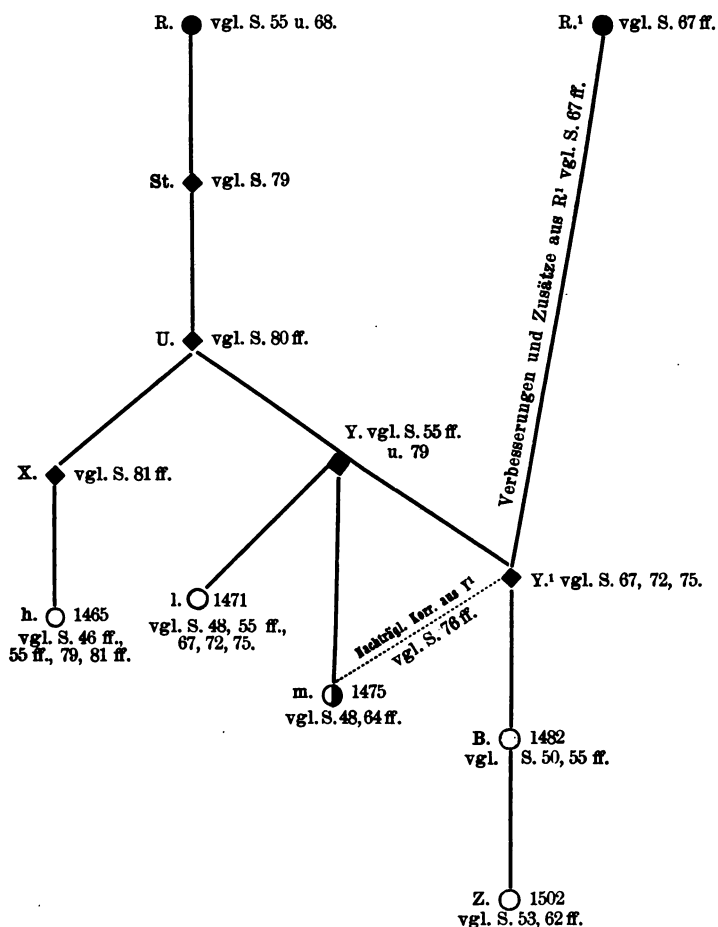 R. vgl. S. 55 u. 68.
R.¹ vgl. S. 67 ff.
Verbesserungen und Zusätze aus R¹ vgl. S. 67 ff.
St. vgl. S. 79
U. vgl. S. 80 ff.
Y. vgl. S. 55 ff.
u. 79
X. vgl. S. 81 ff.
Y.¹ vgl. S. 67, 72, 75.
l. 1471
vgl. S. 48, 55 ff.,
67, 72, 75.
h. 1465
vgl. S. 46 ff.,
55 ff., 79, 81 ff.
Nachträgl. Korr. aus Y¹
vgl. S. 76 ff.
m. 1475
vgl. S. 48, 64 ff.
B. 1482
vgl. S. 50, 55 ff.
Z. 1502
vgl. S. 53, 62 ff.